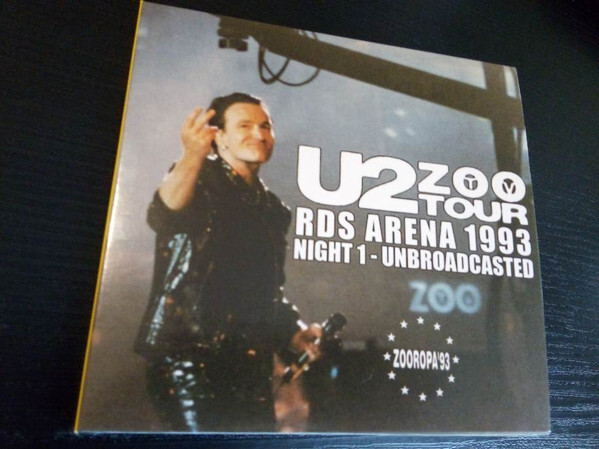 U2 ZOO
TV
TOUR
RDS ARENA 1993
NIGHT 1 - UNBROADCASTED
ZOO
ZOOROPA'93